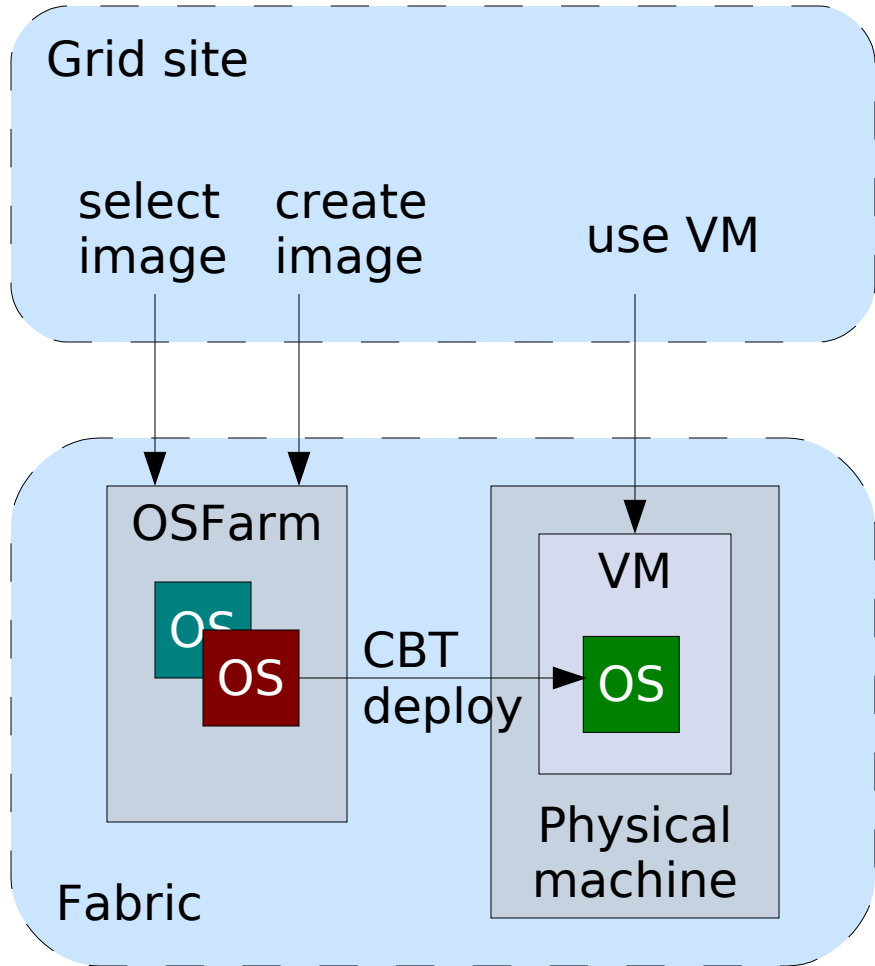 Grid site
select
image
create
image
use VM
OSFarm
OS
OS
CBT
deploy
VM
OS
Physical
machine
Fabric